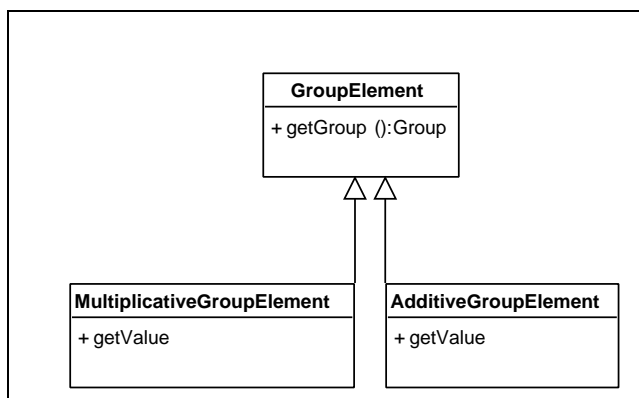 GroupElement
+ getGroup ():Group
MultiplicativeGroupElement
+ getValue
AdditiveGroupElement
+ getValue